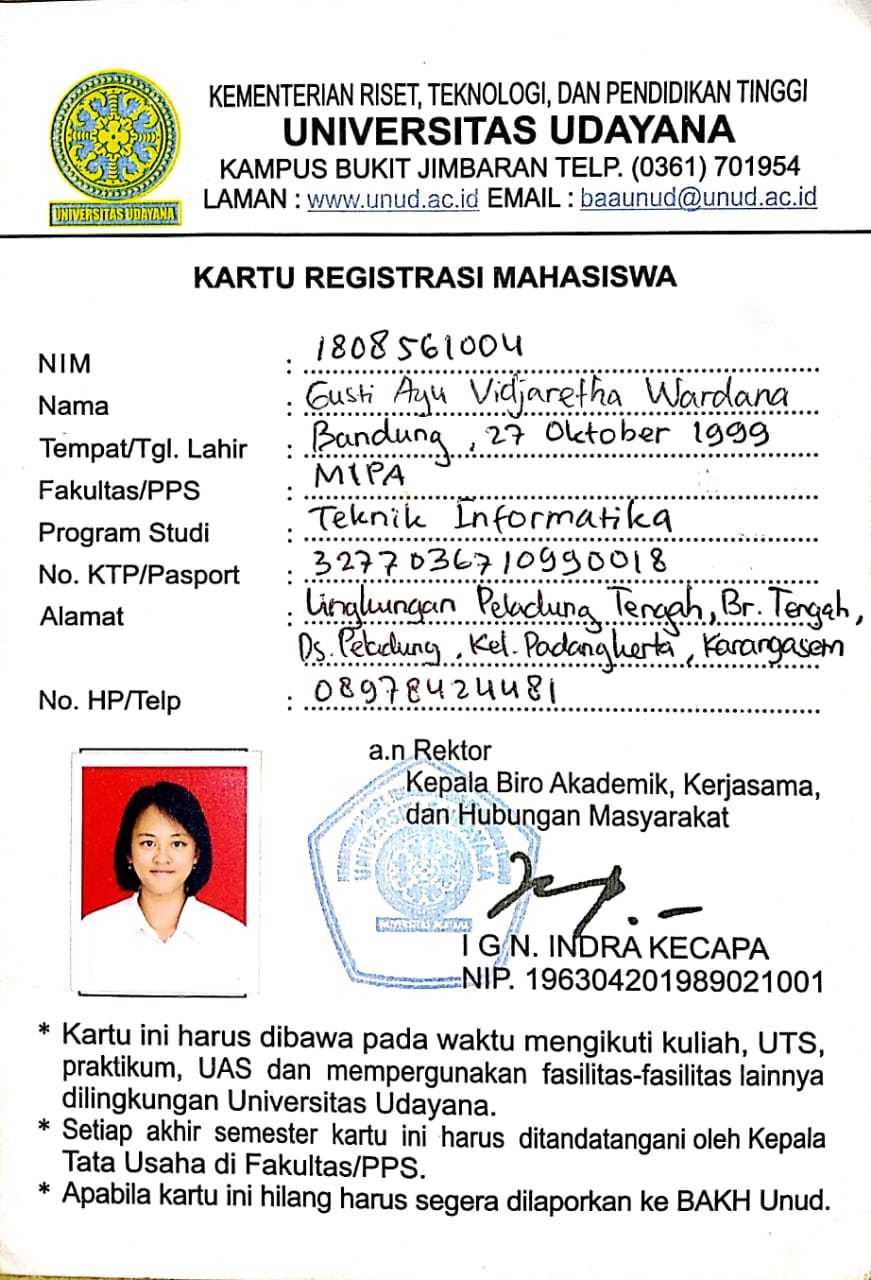 KEMENTERIAN RISET, TEKNOLOGI, DAN PENDIDIKAN TINGGI
UNIVERSITAS UDAYANA
KAMPUS BUKIT JIMBARAN TELP. (0361) 701954
LAMAN : www.unud.ac.id EMAIL : baaunud@unud.ac.id
UNIVERSITAS UDAYANA
KARTU REGISTRASI MAHASISWA
NIM : 1808561004
Nama : Gusti Ayu Vidjaretha Wardana
Tempat/Tgl. Lahir : Bandung, 27 Oktober 1999
Fakultas/PPS : MIPA
Program Studi : Teknik Informatika
No. KTP/Pasport : 3277036710990018
Alamat : Lingkungan Peladung Tengah, Br. Tengah,
Ds. Peladung, Kel. Padangkerta, Karangasem
No. HP/Telp : 08978424481
a.n Rektor
Kepala Biro Akademik, Kerjasama,
dan Hubungan Masyarakat
UNIVERSITAS UDAYANA
I G N. INDRA KECAPA
NIP. 196304201989021001
* Kartu ini harus dibawa pada waktu mengikuti kuliah, UTS,
praktikum, UAS dan mempergunakan fasilitas-fasilitas lainnya
dilingkungan Universitas Udayana.
* Setiap akhir semester kartu ini harus ditandatangani oleh Kepala
Tata Usaha di Fakultas/PPS.
* Apabila kartu ini hilang harus segera dilaporkan ke BAKH Unud.